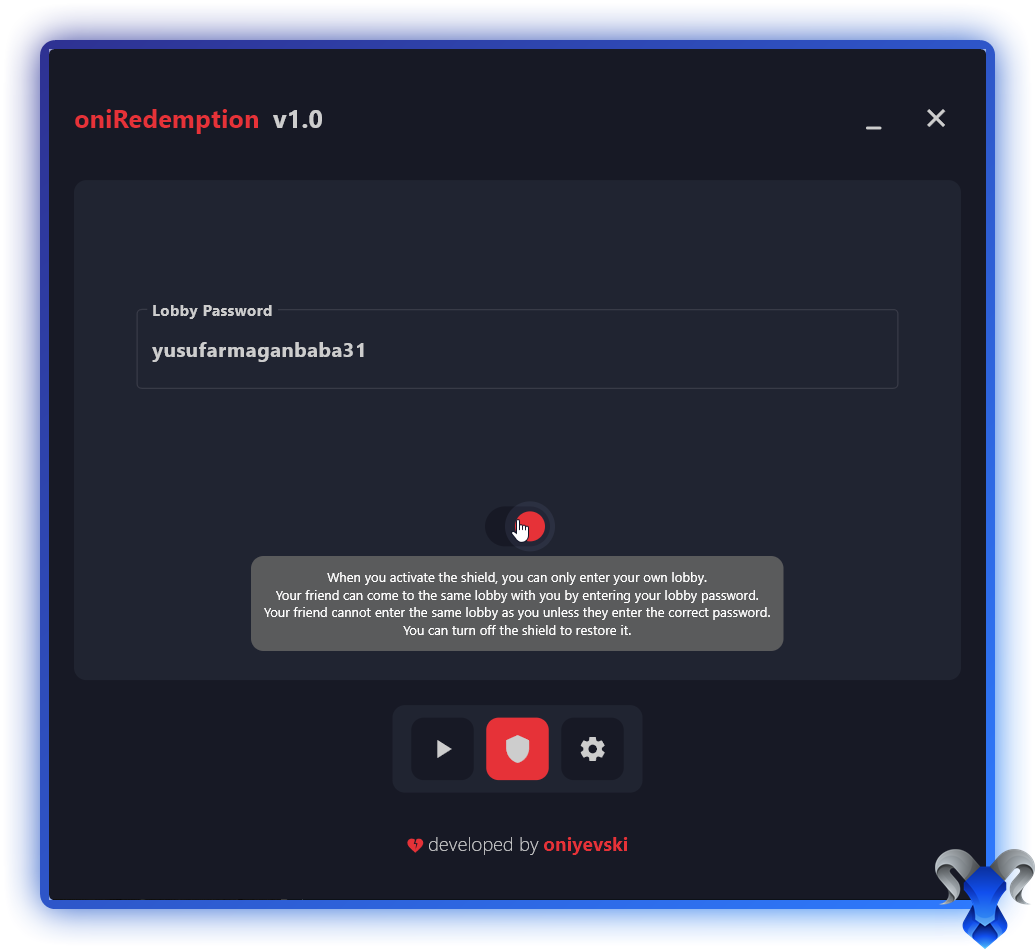 oniRedemption v1.0
Lobby Password
yusufarmaganbaba31
When you activate the shield, you can only enter your own lobby.
Your friend can come to the same lobby with you by entering your lobby password.
Your friend cannot enter the same lobby as you unless they enter the correct password.
You can turn off the shield to restore it.
developed by oniyevski